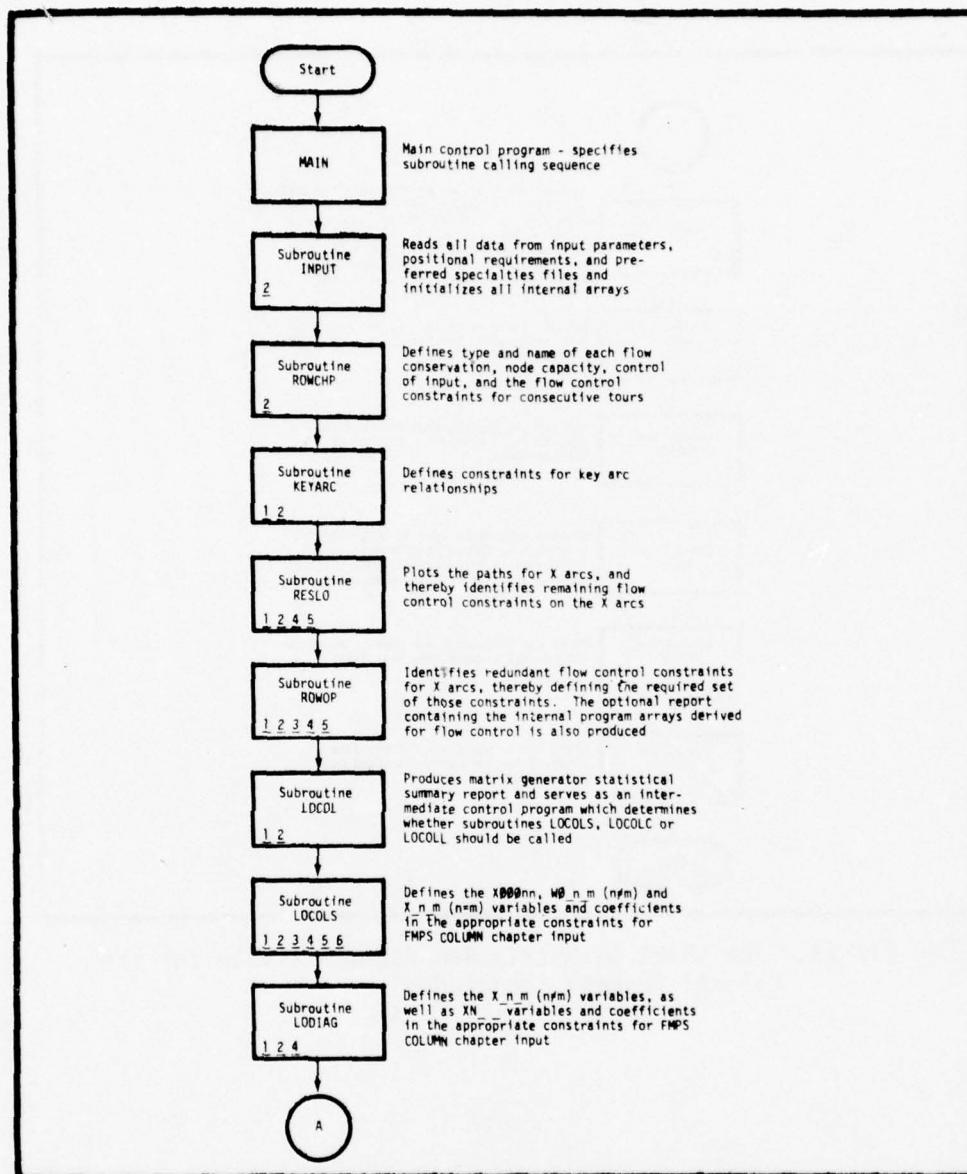 Start
MAIN
Main control program - specifies
subroutine calling sequence
Subroutine
INPUT
2
Reads all data from input parameters,
positional requirements, and pre-
ferred specialties files and
initializes all internal arrays
Subroutine
ROWCHP
2
Defines type and name of each flow
conservation, node capacity, control
of input, and the flow control
constraints for consecutive tours
Subroutine
KEYARC
1 2
Defines constraints for key arc
relationships
Subroutine
RESLO
1 2 4 5
Plots the paths for X arcs, and
thereby identifies remaining flow
control constraints on the X arcs
Subroutine
ROWOP
1 2 3 4 5
Identifies redundant flow control constraints
for X arcs, thereby defining the required set
of those constraints. The optional report
containing the internal program arrays derived
for flow control is also produced
Subroutine
LOCOL
1 2
Produces matrix generator statistical
summary report and serves as an inter-
mediate control program which determines
whether subroutines LOCOLS, LOCOLC or
LOCOLL should be called
Subroutine
LOCOLS
1 2 3 4 5 6
Defines the XØØØnn, WØ_n_m (n≠m) and
X_n_m (n=m) variables and coefficients
in the appropriate constraints for
FMPS COLUMN chapter input
Subroutine
LODIAG
1 2 4
Defines the X_n_m (n≠m) variables, as
well as XN_ _ variables and coefficients
in the appropriate constraints for FMPS
COLUMN chapter input
A